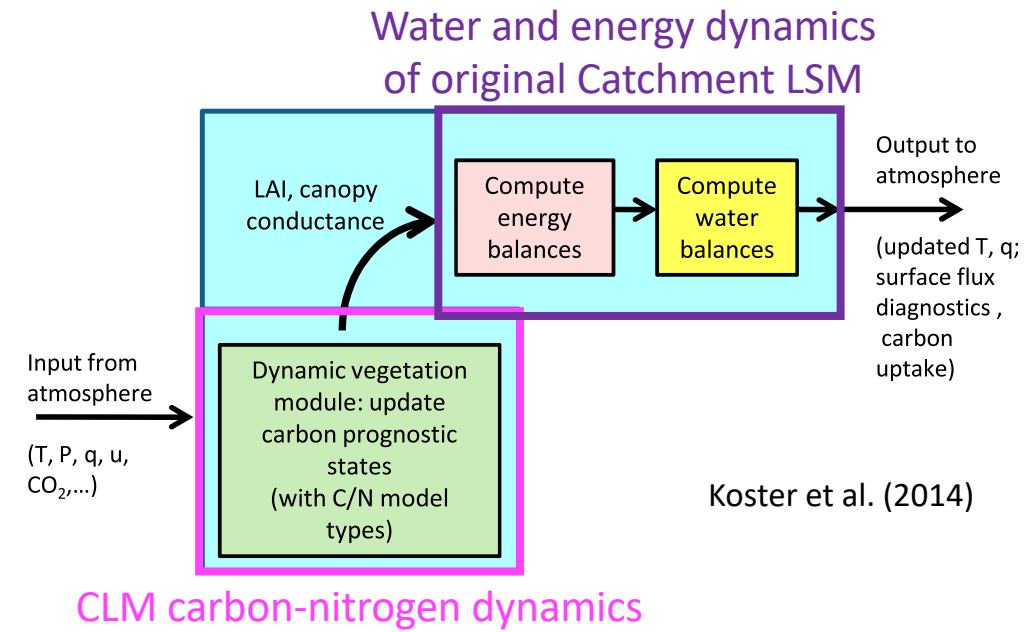 Water and energy dynamics
of original Catchment LSM
LAI, canopy
conductance
Compute
energy
balances
Compute
water
balances
Output to
atmosphere
(updated T, q;
surface flux
diagnostics ,
carbon
uptake)
Input from
atmosphere
(T, P, q, u,
CO₂,...)
Dynamic vegetation
module: update
carbon prognostic
states
(with C/N model
types)
Koster et al. (2014)
CLM carbon-nitrogen dynamics